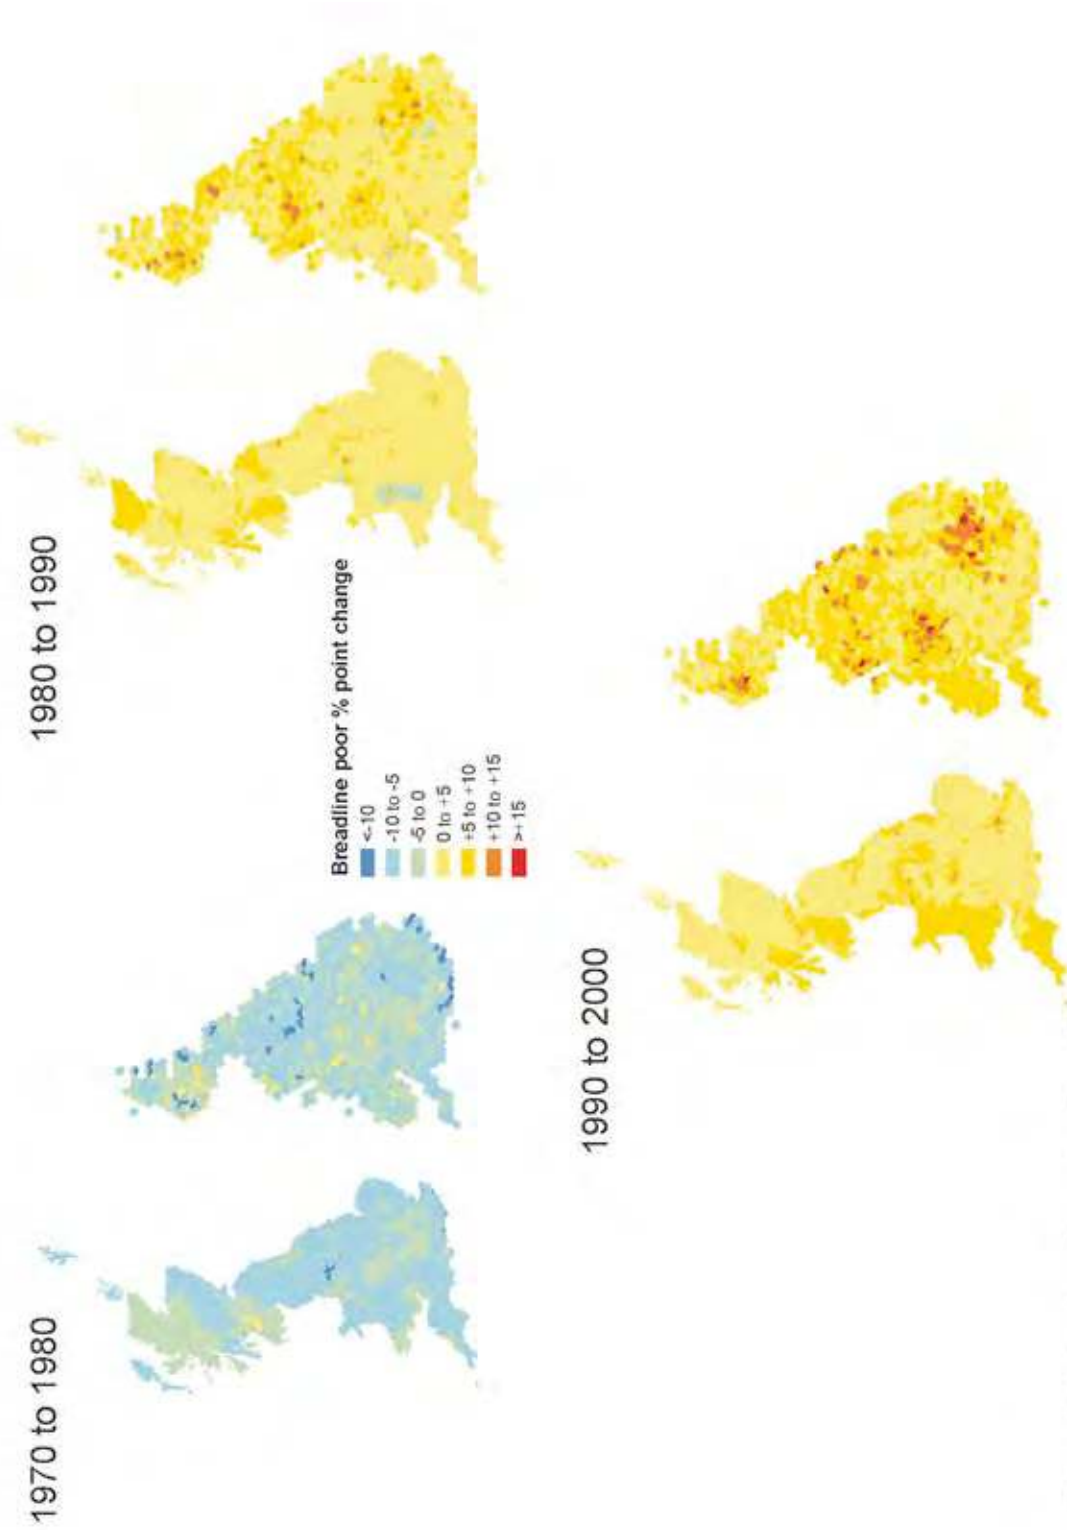 1970 to 1980
1980 to 1990
Breadline poor % point change
<-10
-10 to -5
-5 to 0
0 to +5
+5 to +10
+10 to +15
>+15
1990 to 2000